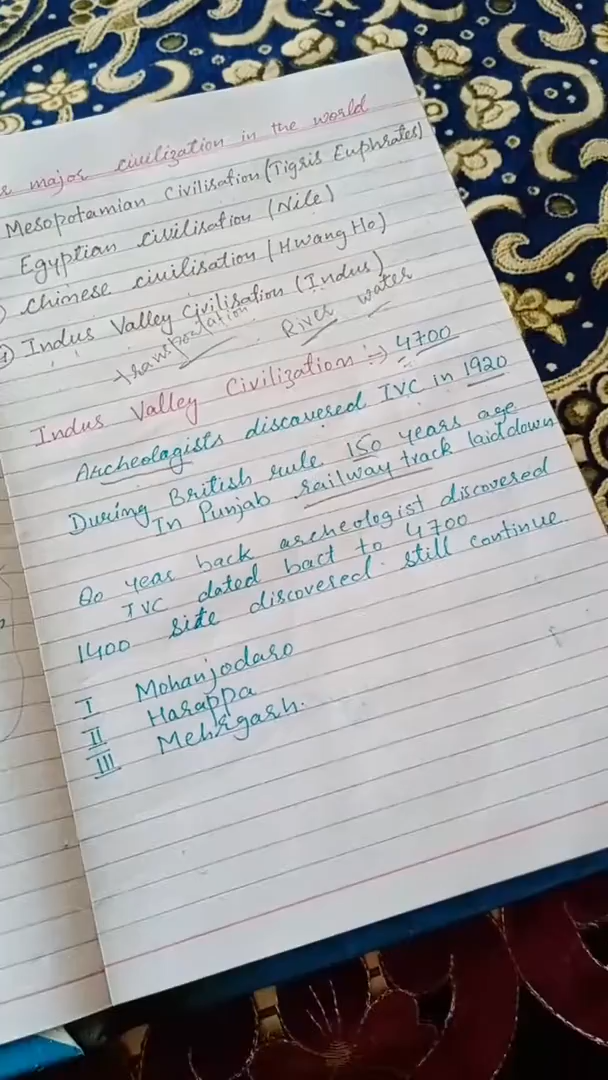 major civilization in the world
Mesopotamian Civilisation (Tigris Euphrates)
Egyptian civilisation (Nile)
Chinese civilisation (Hwang Ho)
Indus Valley Civilisation (Indus)
transportation River water
Indus Valley Civilization :-> 4700
Archeologists discovered IVC in 1920
During British rule 150 years age
In Punjab railway track laid down
80 year back archeologist discovered
IVC dated bact to 4700
1400 site discovered. still continue
I Mohanjodaro
II Harappa
III Mehrgarh.